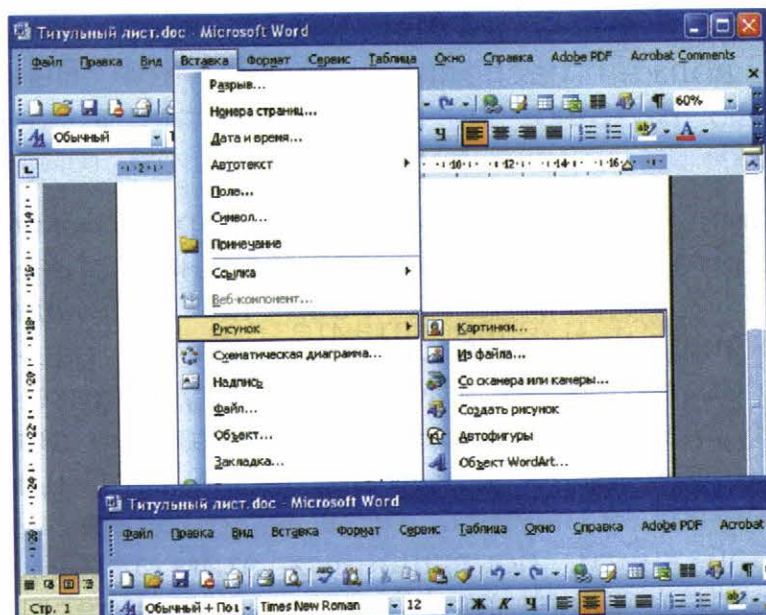 Титульный лист.doc - Microsoft Word
Файл Правка Вид Вставка Формат Сервис Таблица Окно Справка Adobe PDF Acrobat Comments
60%
Обычный
Ч
Разрыв...
Номера страниц...
Дата и время...
Автотекст
Поле...
Символ...
Примечание
Ссылка
Веб-компонент...
Рисунок
Схематическая диаграмма...
Надпись
Файл...
Объект...
Закладка...
Картинки...
Из файла...
Со сканера или камеры...
Создать рисунок
Автофигуры
Объект WordArt...
Титульный лист.doc - Microsoft Word
Файл Правка Вид Вставка Формат Сервис Таблица Окно Справка Adobe PDF Acrobat
Стр. 1
Обычный + По ц Times New Roman 12 Ж К Ч